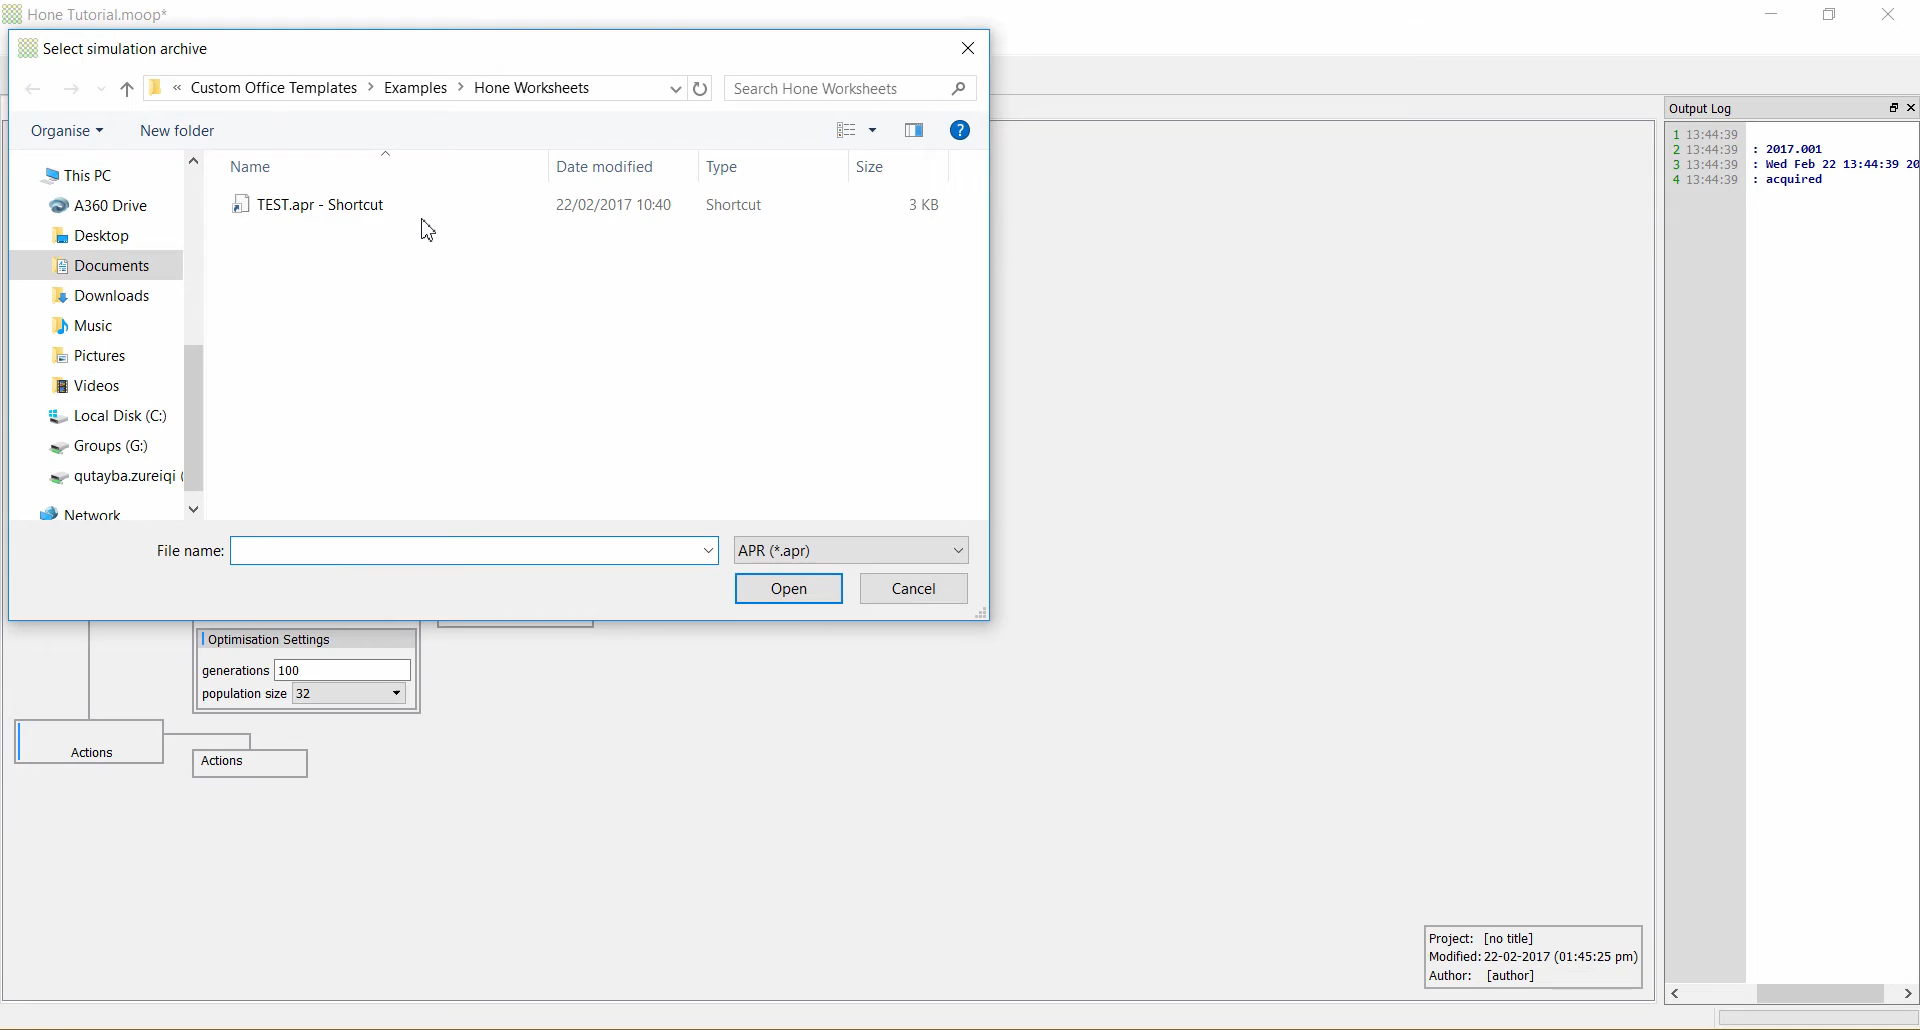 Hone Tutorial.moop*
Select simulation archive
« Custom Office Templates > Examples > Hone Worksheets
Search Hone Worksheets
Organise
New folder
?
Name
Date modified
Type
Size
TEST.apr - Shortcut
22/02/2017 10:40
Shortcut
3 KB
This PC
A360 Drive
Desktop
Documents
Downloads
Music
Pictures
Videos
Local Disk (C:)
Groups (G:)
qutayba.zureiqi (
Network
File name:
APR (*.apr)
Open
Cancel
Output Log
1 13:44:39
2 13:44:39 : 2017.001
3 13:44:39 : Wed Feb 22 13:44:39 20
4 13:44:39 : acquired
Optimisation Settings
generations 100
population size 32
Actions
Actions
Project: [no title]
Modified: 22-02-2017 (01:45:25 pm)
Author: [author]